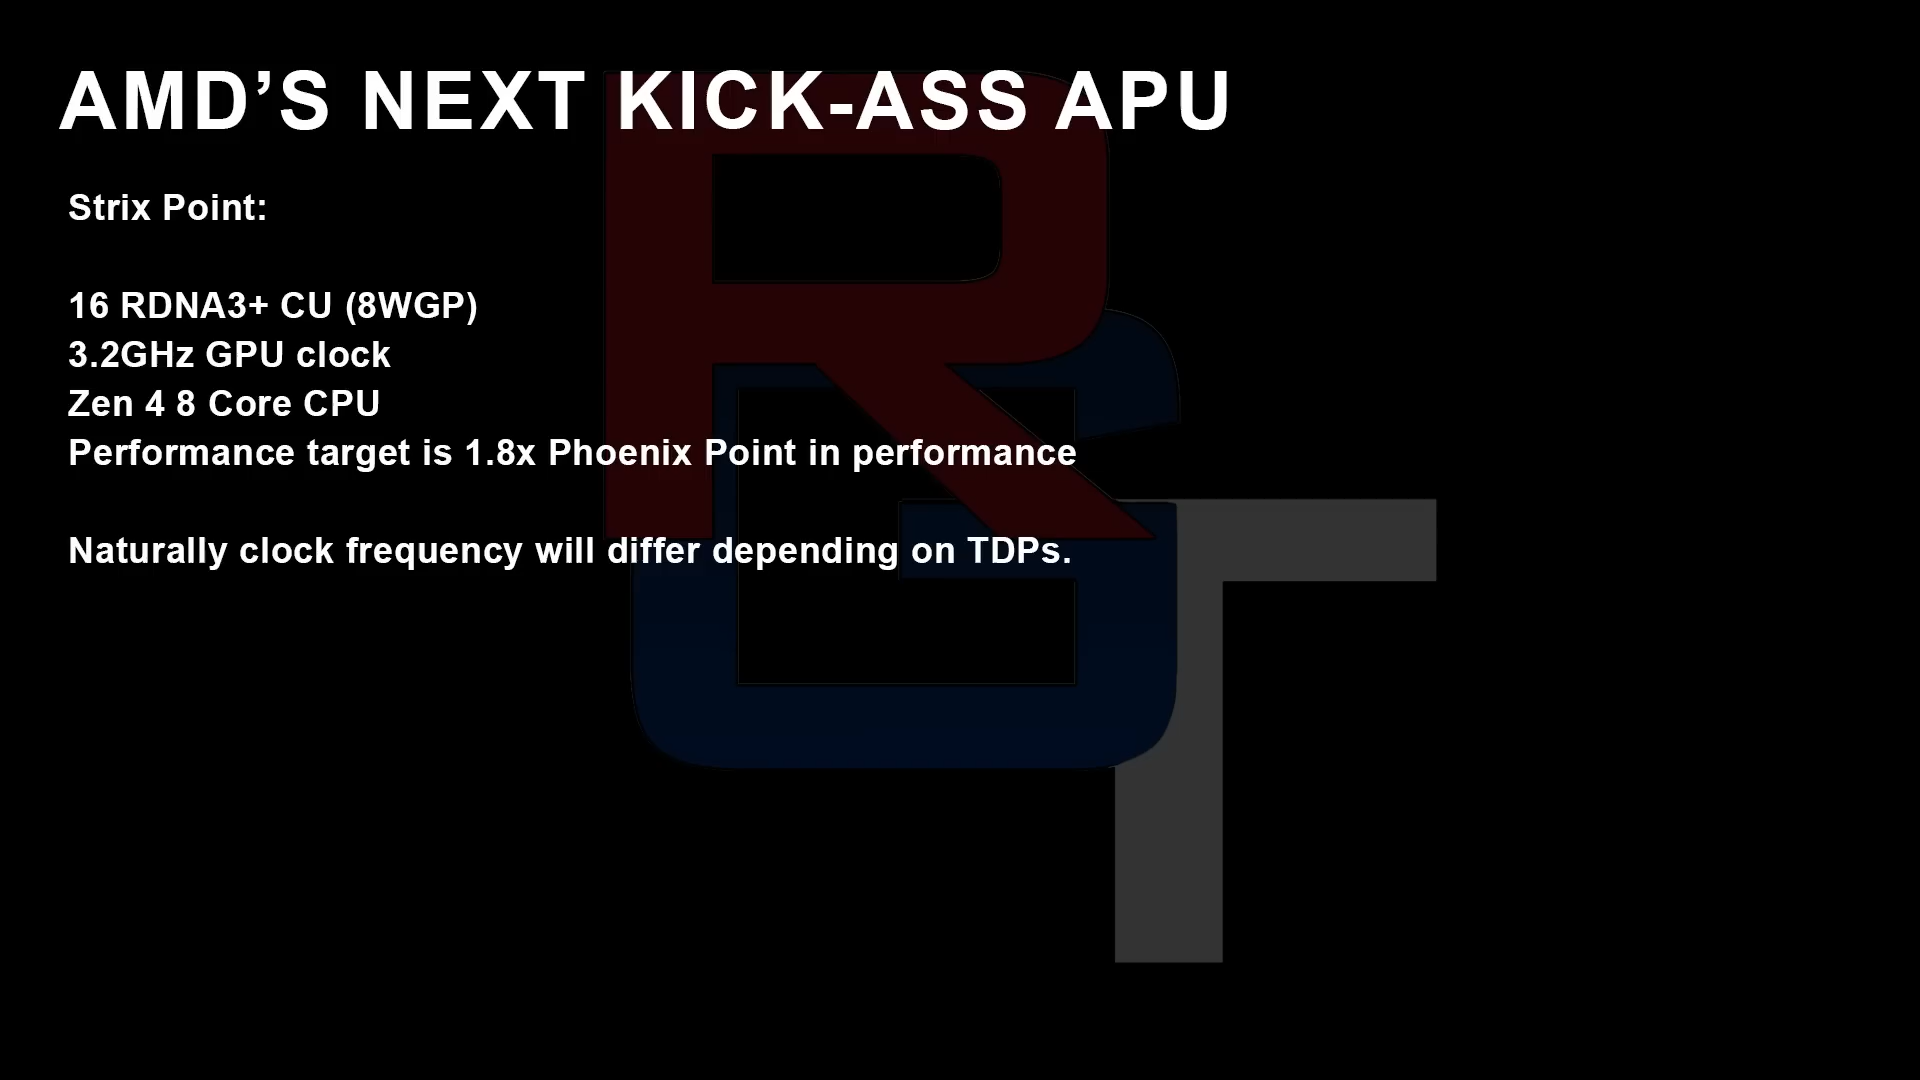 AMD’S NEXT KICK-ASS APU
Strix Point:
16 RDNA3+ CU (8WGP)
3.2GHz GPU clock
Zen 4 8 Core CPU
Performance target is 1.8x Phoenix Point in performance
Naturally clock frequency will differ depending on TDPs.
RGT